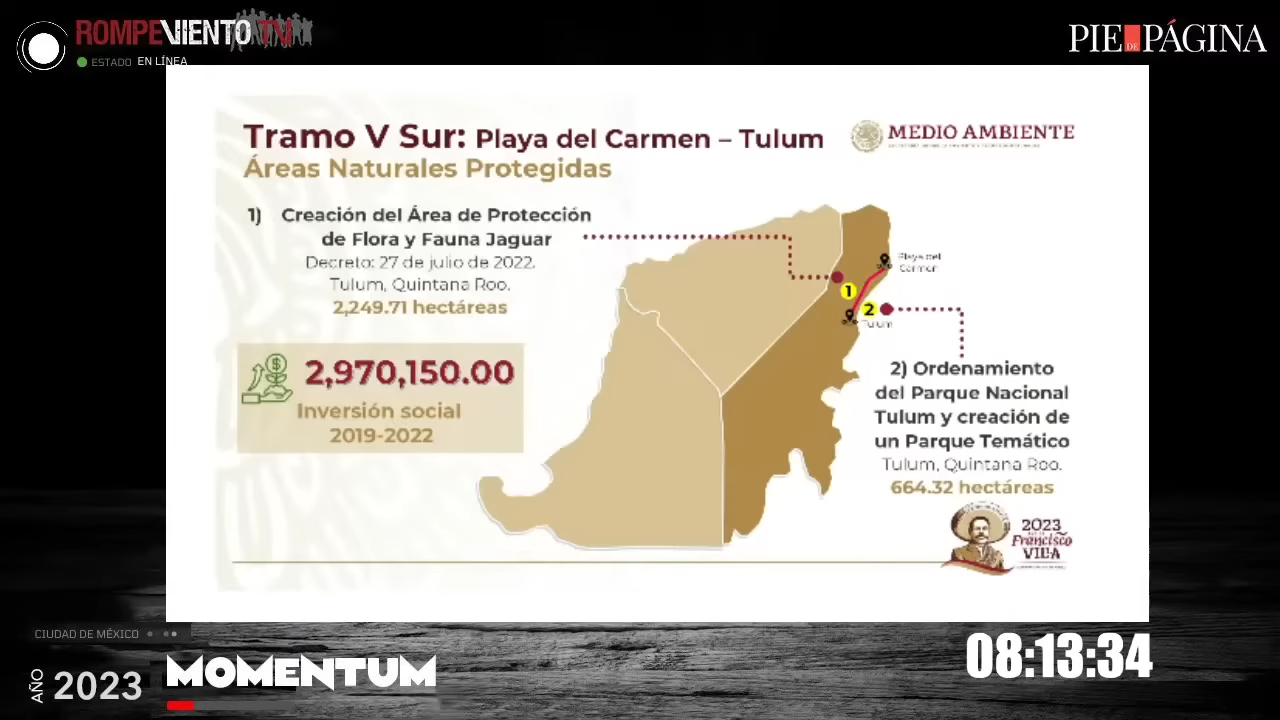 ROMPEVIENTO TV
ESTADO EN LÍNEA
PIE DE PÁGINA
Tramo V Sur: Playa del Carmen – Tulum
Áreas Naturales Protegidas
MEDIO AMBIENTE
1) Creación del Área de Protección
de Flora y Fauna Jaguar
Decreto: 27 de julio de 2022.
Tulum, Quintana Roo.
2,249.71 hectáreas
2,970,150.00
Inversión social
2019-2022
Playa del
Carmen
1
2
Tulum
2) Ordenamiento
del Parque Nacional
Tulum y creación de
un Parque Temático
Tulum, Quintana Roo.
664.32 hectáreas
2023
Francisco
VILLA
CIUDAD DE MÉXICO
AÑO 2023
MOMENTUM
08:13:34